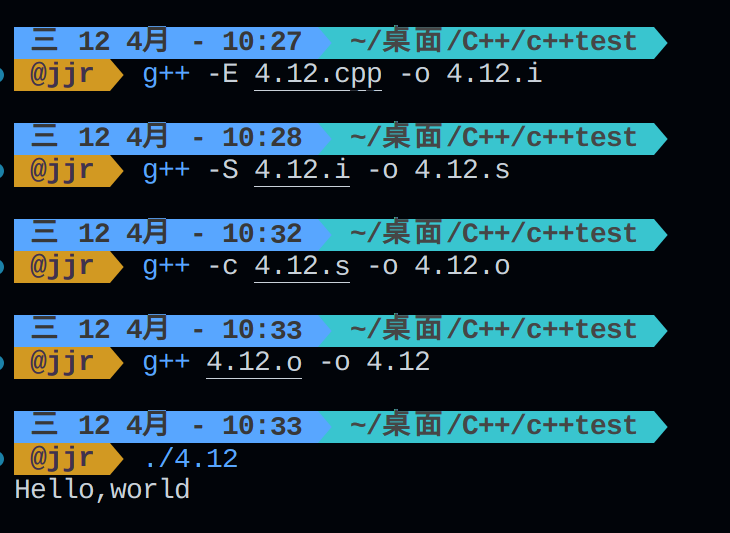 三 12 4月 - 10:27 ~/桌面/C++/c++test
@jjr g++ -E 4.12.cpp -o 4.12.i
三 12 4月 - 10:28 ~/桌面/C++/c++test
@jjr g++ -S 4.12.i -o 4.12.s
三 12 4月 - 10:32 ~/桌面/C++/c++test
@jjr g++ -c 4.12.s -o 4.12.o
三 12 4月 - 10:33 ~/桌面/C++/c++test
@jjr g++ 4.12.o -o 4.12
三 12 4月 - 10:33 ~/桌面/C++/c++test
@jjr ./4.12
Hello,world